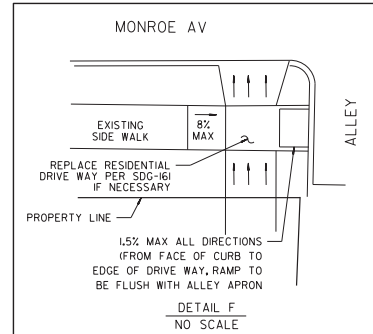 MONROE AV
ALLEY
EXISTING
SIDE WALK
8%
MAX
REPLACE RESIDENTIAL
DRIVE WAY PER SDG-161
IF NECESSARY
PROPERTY LINE
1.5% MAX ALL DIRECTIONS
(FROM FACE OF CURB TO
EDGE OF DRIVE WAY, RAMP TO
BE FLUSH WITH ALLEY APRON
DETAIL F
NO SCALE